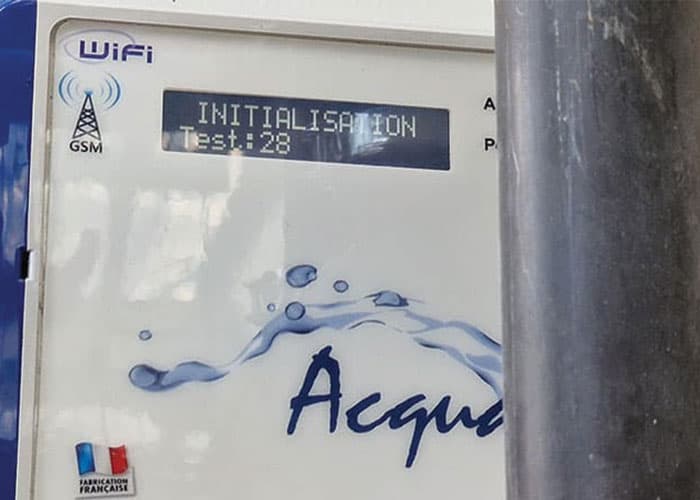 WiFi
GSM
INITIALISATION
Test:28
A
P
Acqua
FABRICATION
FRANÇAISE